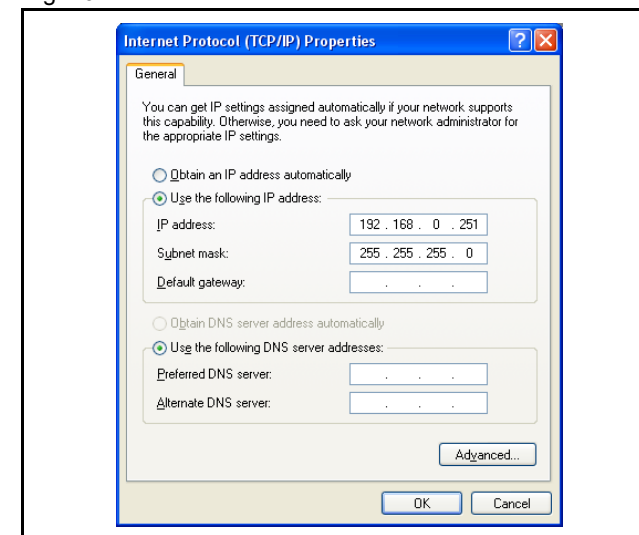 Internet Protocol (TCP/IP) Properties
General
You can get IP settings assigned automatically if your network supports
this capability. Otherwise, you need to ask your network administrator for
the appropriate IP settings.
Obtain an IP address automatically
Use the following IP address:
IP address: 192 . 168 . 0 . 251
Subnet mask: 255 . 255 . 255 . 0
Default gateway: . . .
Obtain DNS server address automatically
Use the following DNS server addresses:
Preferred DNS server: . . .
Alternate DNS server: . . .
Advanced...
OK Cancel